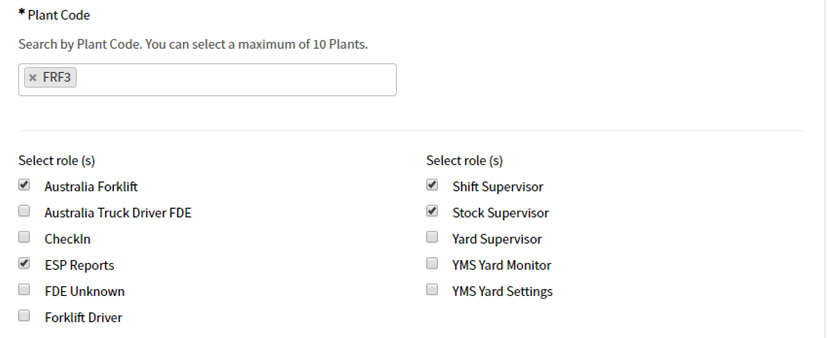 * Plant Code
Search by Plant Code. You can select a maximum of 10 Plants.
× FRF3
Select role (s)
Australia Forklift
Australia Truck Driver FDE
CheckIn
ESP Reports
FDE Unknown
Forklift Driver
Select role (s)
Shift Supervisor
Stock Supervisor
Yard Supervisor
YMS Yard Monitor
YMS Yard Settings